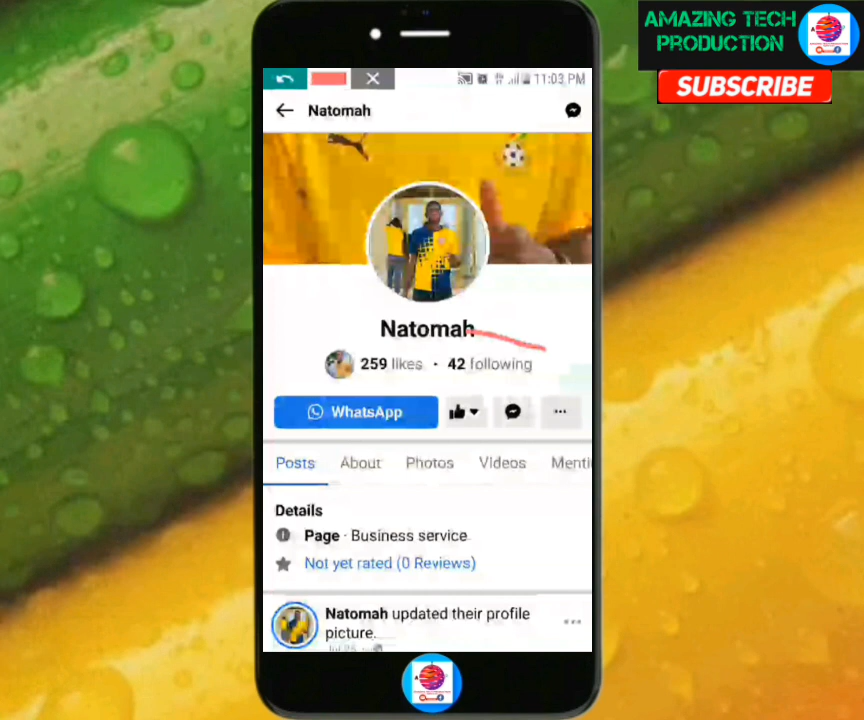 AMAZING TECH
PRODUCTION
SUBSCRIBE
11:03 PM
Natomah
Natomah
259 likes · 42 following
WhatsApp
Posts About Photos Videos Menti
Details
Page · Business service
Not yet rated (0 Reviews)
Natomah updated their profile
picture.